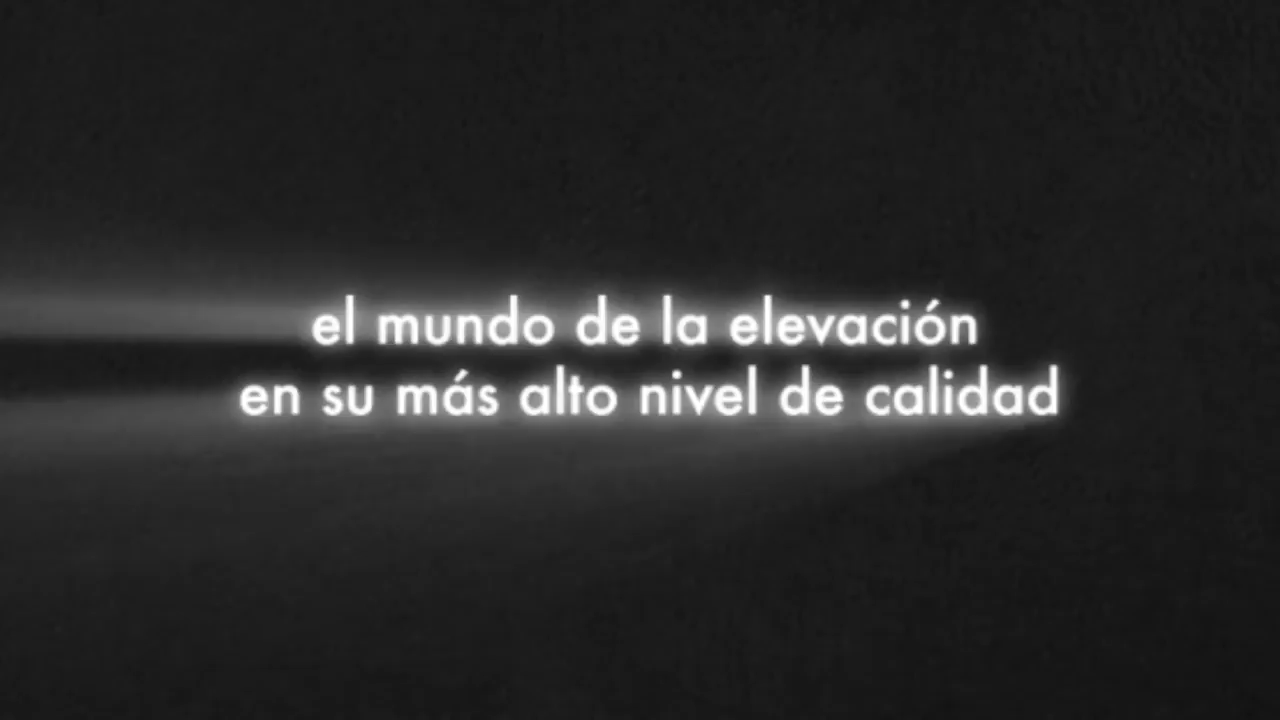 el mundo de la elevación
en su más alto nivel de calidad